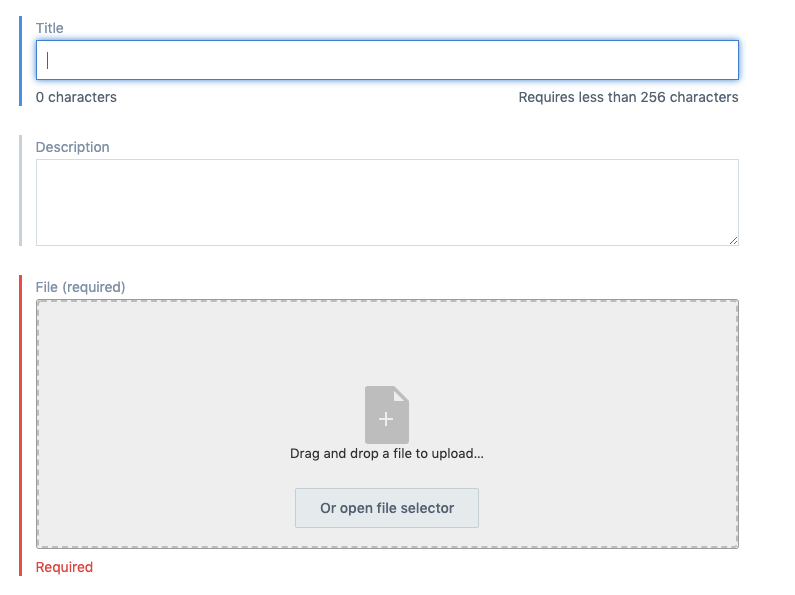 Title
0 characters
Requires less than 256 characters
Description
File (required)
Drag and drop a file to upload...
Or open file selector
Required